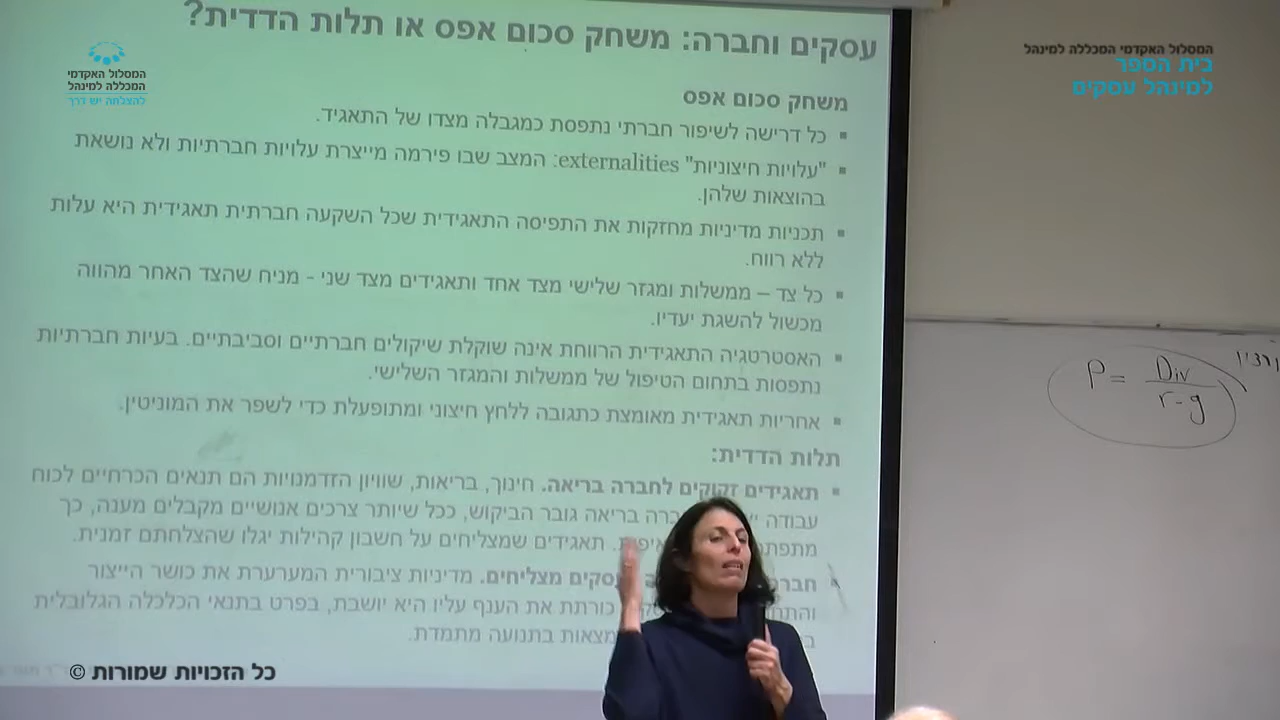 עסקים וחברה: משחק סכום אפס או תלות הדדית?
המסלול האקדמי
המכללה למינהל
להצלחה יש דרך
המסלול האקדמי המכללה למינהל
בית הספר
למינהל עסקים
משחק סכום אפס
כל דרישה לשיפור חברתי נתפסת כמגבלה מצדו של התאגיד.
"עלויות חיצוניות" externalities: המצב שבו פירמה מייצרת עלויות חברתיות ולא נושאת
בהוצאות שלהן.
תכניות מדיניות מחזקות את התפיסה התאגידית שכל השקעה חברתית תאגידית היא עלות
ללא רווח.
כל צד – ממשלות ומגזר שלישי מצד אחד ותאגידים מצד שני - מניח שהצד האחר מהווה
מכשול להשגת יעדיו.
האסטרטגיה התאגידית הרווחת אינה שוקלת שיקולים חברתיים וסביבתיים. בעיות חברתיות
נתפסות בתחום הטיפול של ממשלות והמגזר השלישי.
אחריות תאגידית מאומצת כתגובה ללחץ חיצוני ומתופעלת כדי לשפר את המוניטין.
תלות הדדית:
תאגידים זקוקים לחברה בריאה. חינוך, בריאות, שוויון הזדמנויות הם תנאים הכרחיים לכוח
עבודה בריאה גובר הביקוש, ככל שיותר צרכים אנושיים מקבלים מענה, כך
תאגידים שמצליחים על חשבון קהילות יגלו שהצלחתם זמנית.
עסקים מצליחים. מדיניות ציבורית המערערת את כושר הייצור
כורתת את הענף עליו היא יושבת, בפרט בתנאי הכלכלה הגלובלית
בתנועה מתמדת.
P = Div
r - g
כל הזכויות שמורות ©